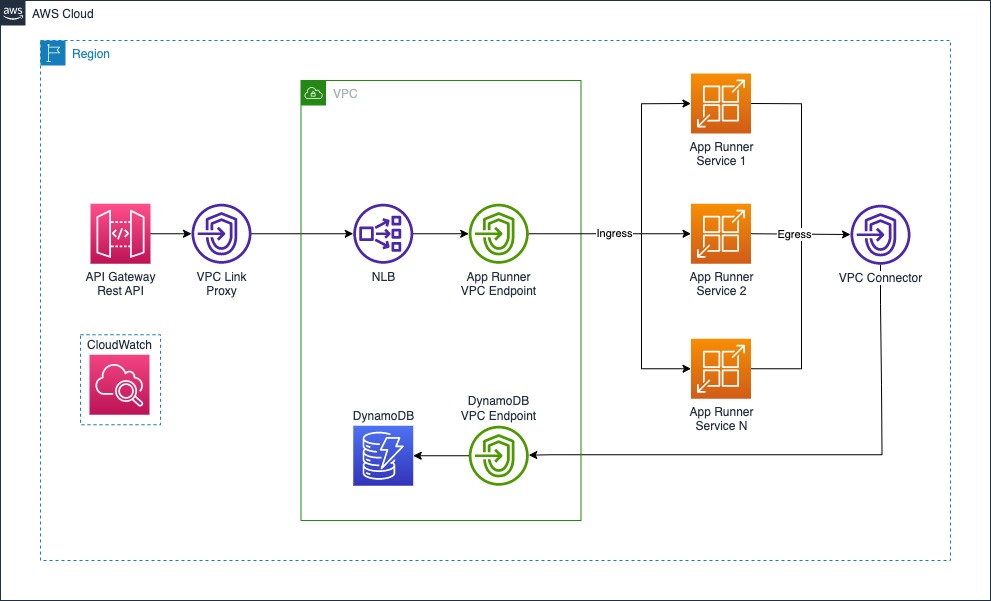 aws
AWS Cloud
Region
VPC
App Runner
Service 1
API Gateway
Rest API
VPC Link
Proxy
NLB
App Runner
VPC Endpoint
Ingress
App Runner
Service 2
Egress
VPC Connector
CloudWatch
DynamoDB
DynamoDB
VPC Endpoint
App Runner
Service N